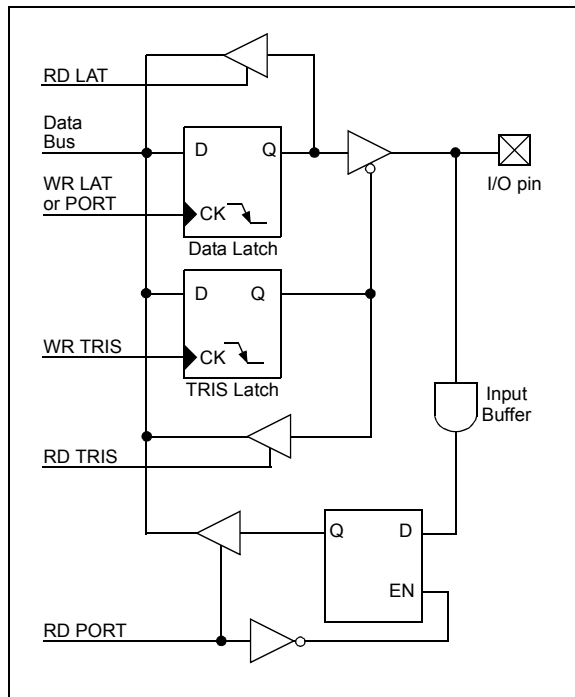 RD LAT
Data
Bus
D Q
WR LAT
or PORT
CK
Data Latch
I/O pin
D Q
WR TRIS
CK
TRIS Latch
Input
Buffer
RD TRIS
Q D
EN
RD PORT